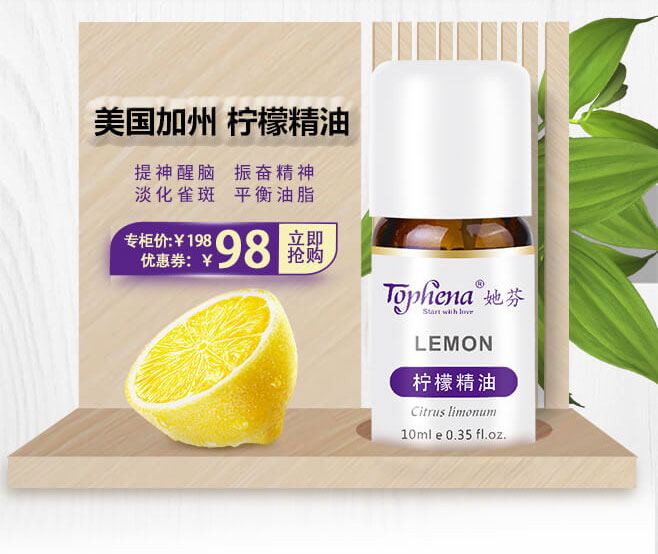 美国加州 柠檬精油
提神醒脑 振奋精神
淡化雀斑 平衡油脂
专柜价:￥198
优惠券:￥98
立即
抢购
Tophena® 她芬
Start with love
LEMON
柠檬精油
Citrus limonum
10ml e 0.35 fl.oz.